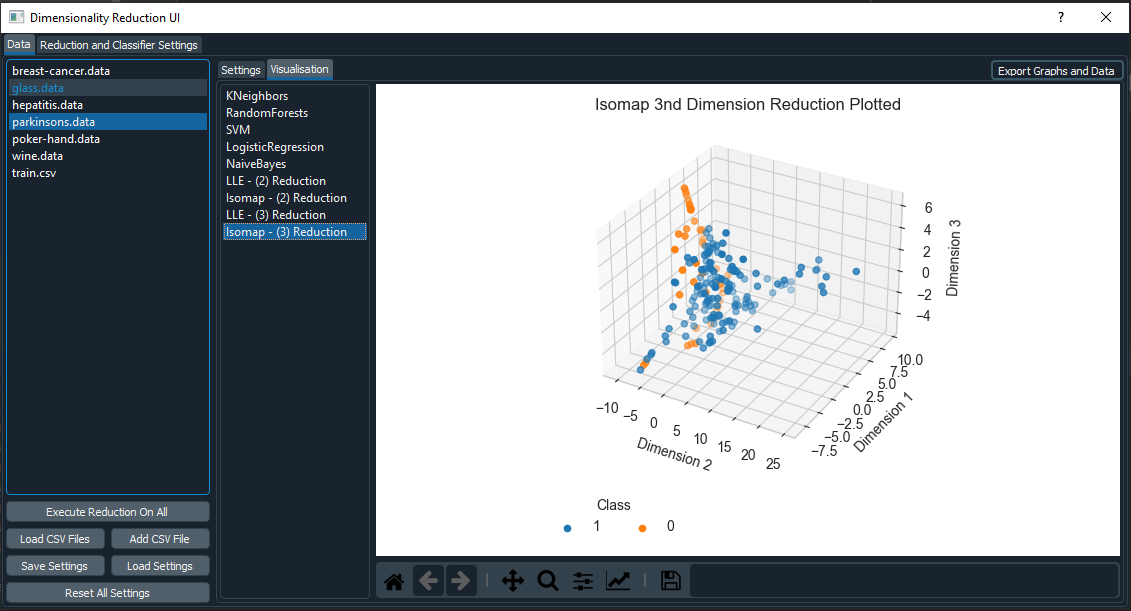 Dimensionality Reduction UI
?
Data
Reduction and Classifier Settings
breast-cancer.data
glass.data
hepatitis.data
parkinsons.data
poker-hand.data
wine.data
train.csv
Execute Reduction On All
Load CSV Files
Add CSV File
Save Settings
Load Settings
Reset All Settings
Settings
Visualisation
Export Graphs and Data
KNeighbors
RandomForests
SVM
LogisticRegression
NaiveBayes
LLE - (2) Reduction
Isomap - (2) Reduction
LLE - (3) Reduction
Isomap - (3) Reduction
Isomap 3nd Dimension Reduction Plotted
6
4
2
0
−2
−4
Dimension 3
10.0
7.5
5.0
2.5
0.0
−2.5
−5.0
−7.5
Dimension 1
−10
−5
0
5
10
15
20
25
Dimension 2
Class
1
0